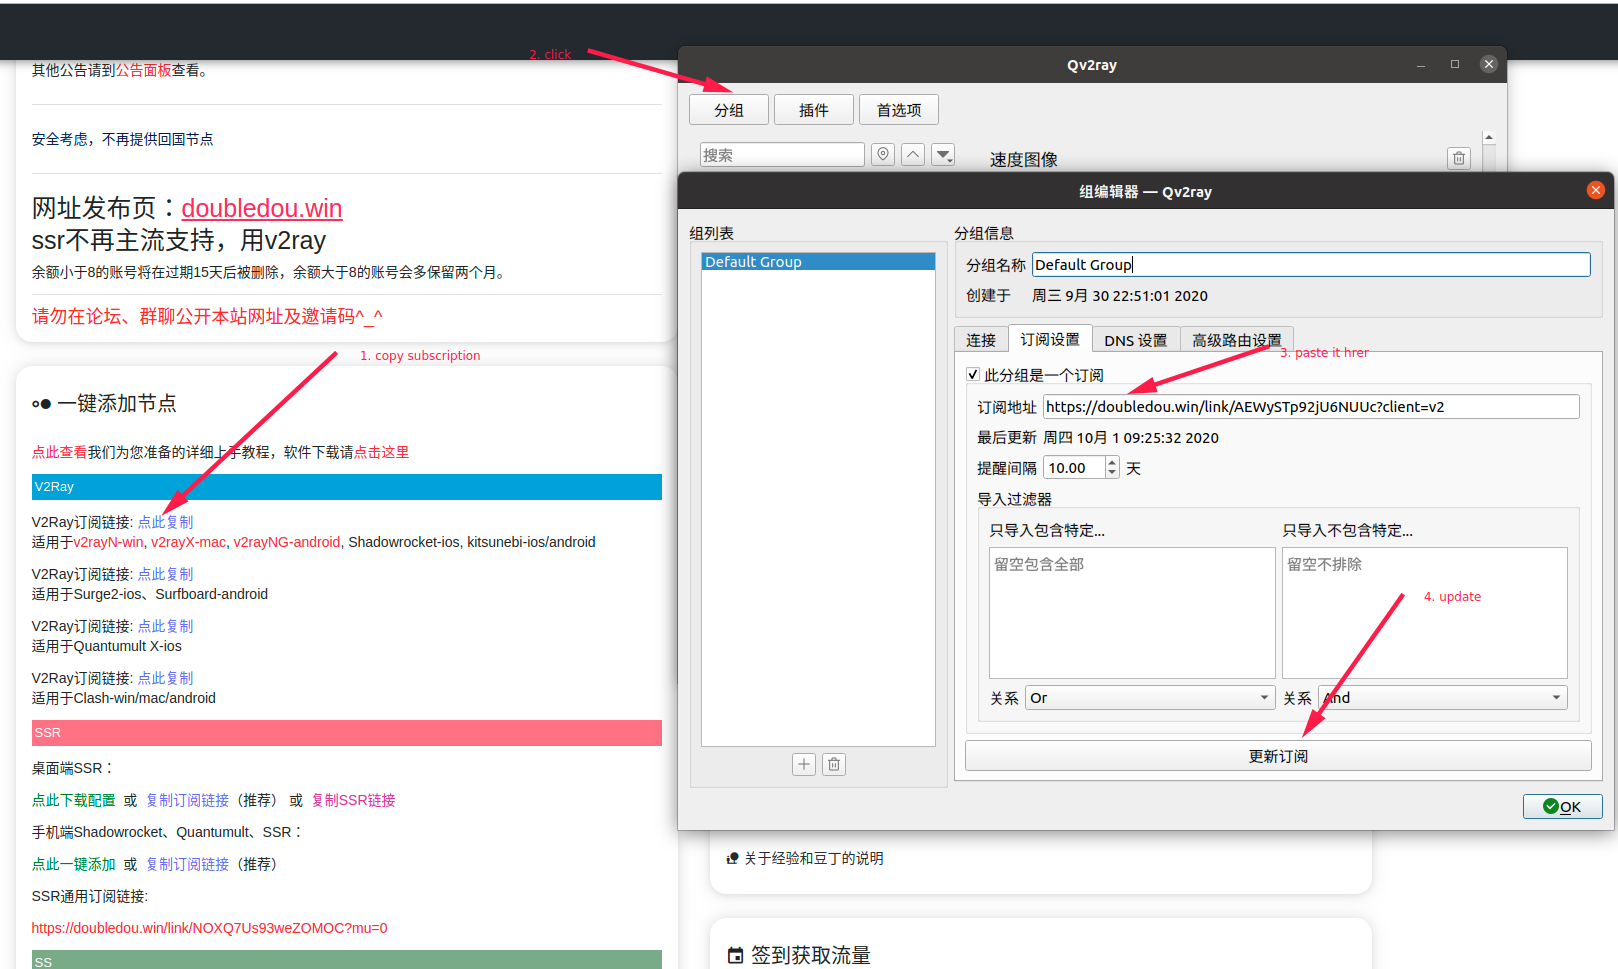 其他公告请到公告面板查看。
安全考虑，不再提供回国节点
网址发布页：doubledou.win
ssr不再主流支持，用v2ray
余额小于8的账号将在过期15天后被删除，余额大于8的账号会多保留两个月。
请勿在论坛、群聊公开本站网址及邀请码^_^
1. copy subscription
一键添加节点
点此查看我们为您准备的详细上手教程，软件下载请点击这里
V2Ray
V2Ray订阅链接: 点此复制
适用于v2rayN-win, v2rayX-mac, v2rayNG-android, Shadowrocket-ios, kitsunebi-ios/android
V2Ray订阅链接: 点此复制
适用于Surge2-ios、Surfboard-android
V2Ray订阅链接: 点此复制
适用于Quantumult X-ios
V2Ray订阅链接: 点此复制
适用于Clash-win/mac/android
SSR
桌面端SSR：
点此下载配置 或 复制订阅链接（推荐） 或 复制SSR链接
手机端Shadowrocket、Quantumult、SSR：
点此一键添加 或 复制订阅链接（推荐）
SSR通用订阅链接:
https://doubledou.win/link/NOXQ7Us93weZOMOC?mu=0
SS
2. click
Qv2ray
分组 插件 首选项
搜索
速度图像
组编辑器 — Qv2ray
组列表
Default Group
分组信息
分组名称 Default Group
创建于 周三 9月 30 22:51:01 2020
连接 订阅设置 DNS 设置 高级路由设置
3. paste it hrer
此分组是一个订阅
订阅地址 https://doubledou.win/link/AEWySTp92jU6NUUc?client=v2
最后更新 周四 10月 1 09:25:32 2020
提醒间隔 10.00 天
导入过滤器
只导入包含特定... 只导入不包含特定...
留空包含全部 留空不排除
4. update
关系 Or 关系 And
更新订阅
OK
关于经验和豆丁的说明
签到获取流量